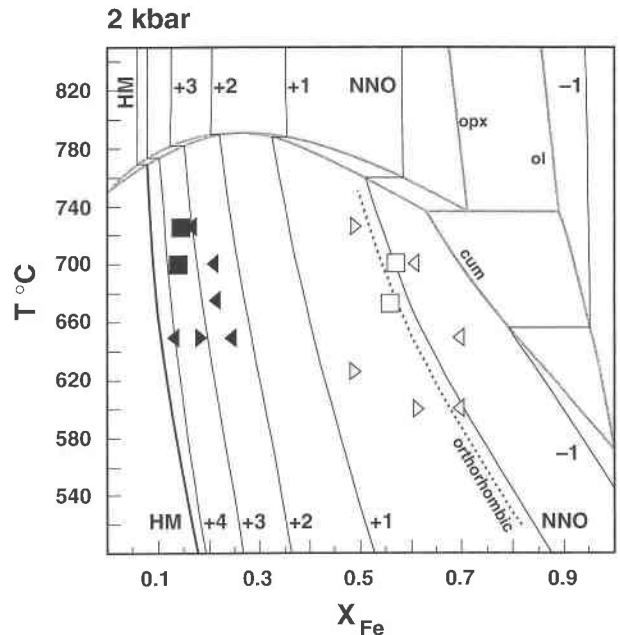 2 kbar
HM +3 +2 +1 NNO −1
opx
ol
cum
orthorhombic
−1
HM +4 +3 +2 +1 NNO
820
780
740
700
660
620
580
540
T °C
0.1 0.3 0.5 0.7 0.9
X Fe